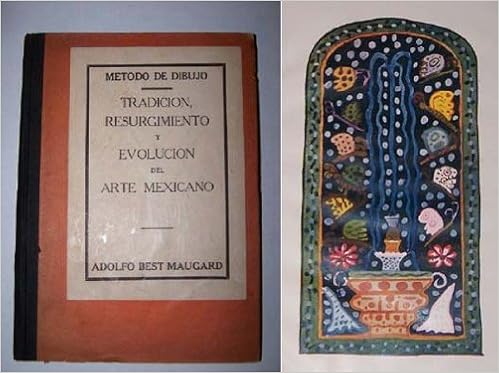 METODO DE DIBUJO
TRADICION,
RESURGIMIENTO
Y
EVOLUCION
DEL
ARTE MEXICANO
ADOLFO BEST MAUGARD